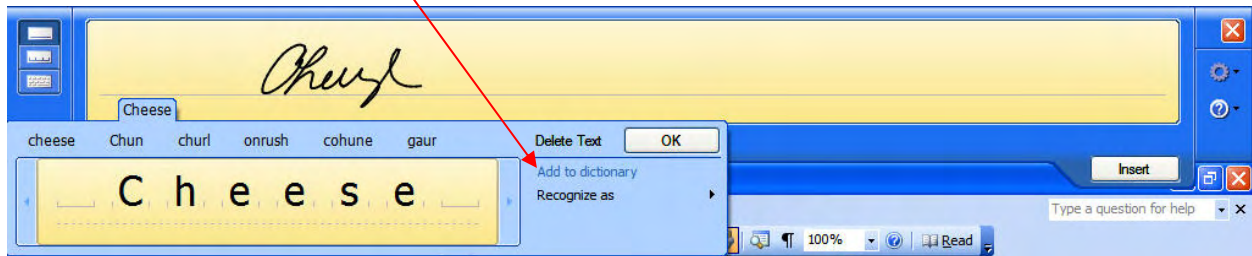 Cheryl
Cheese
cheese Chun churl onrush cohune gaur Delete Text OK
C h e e s e
Add to dictionary
Recognize as
Insert
Type a question for help
100% Read